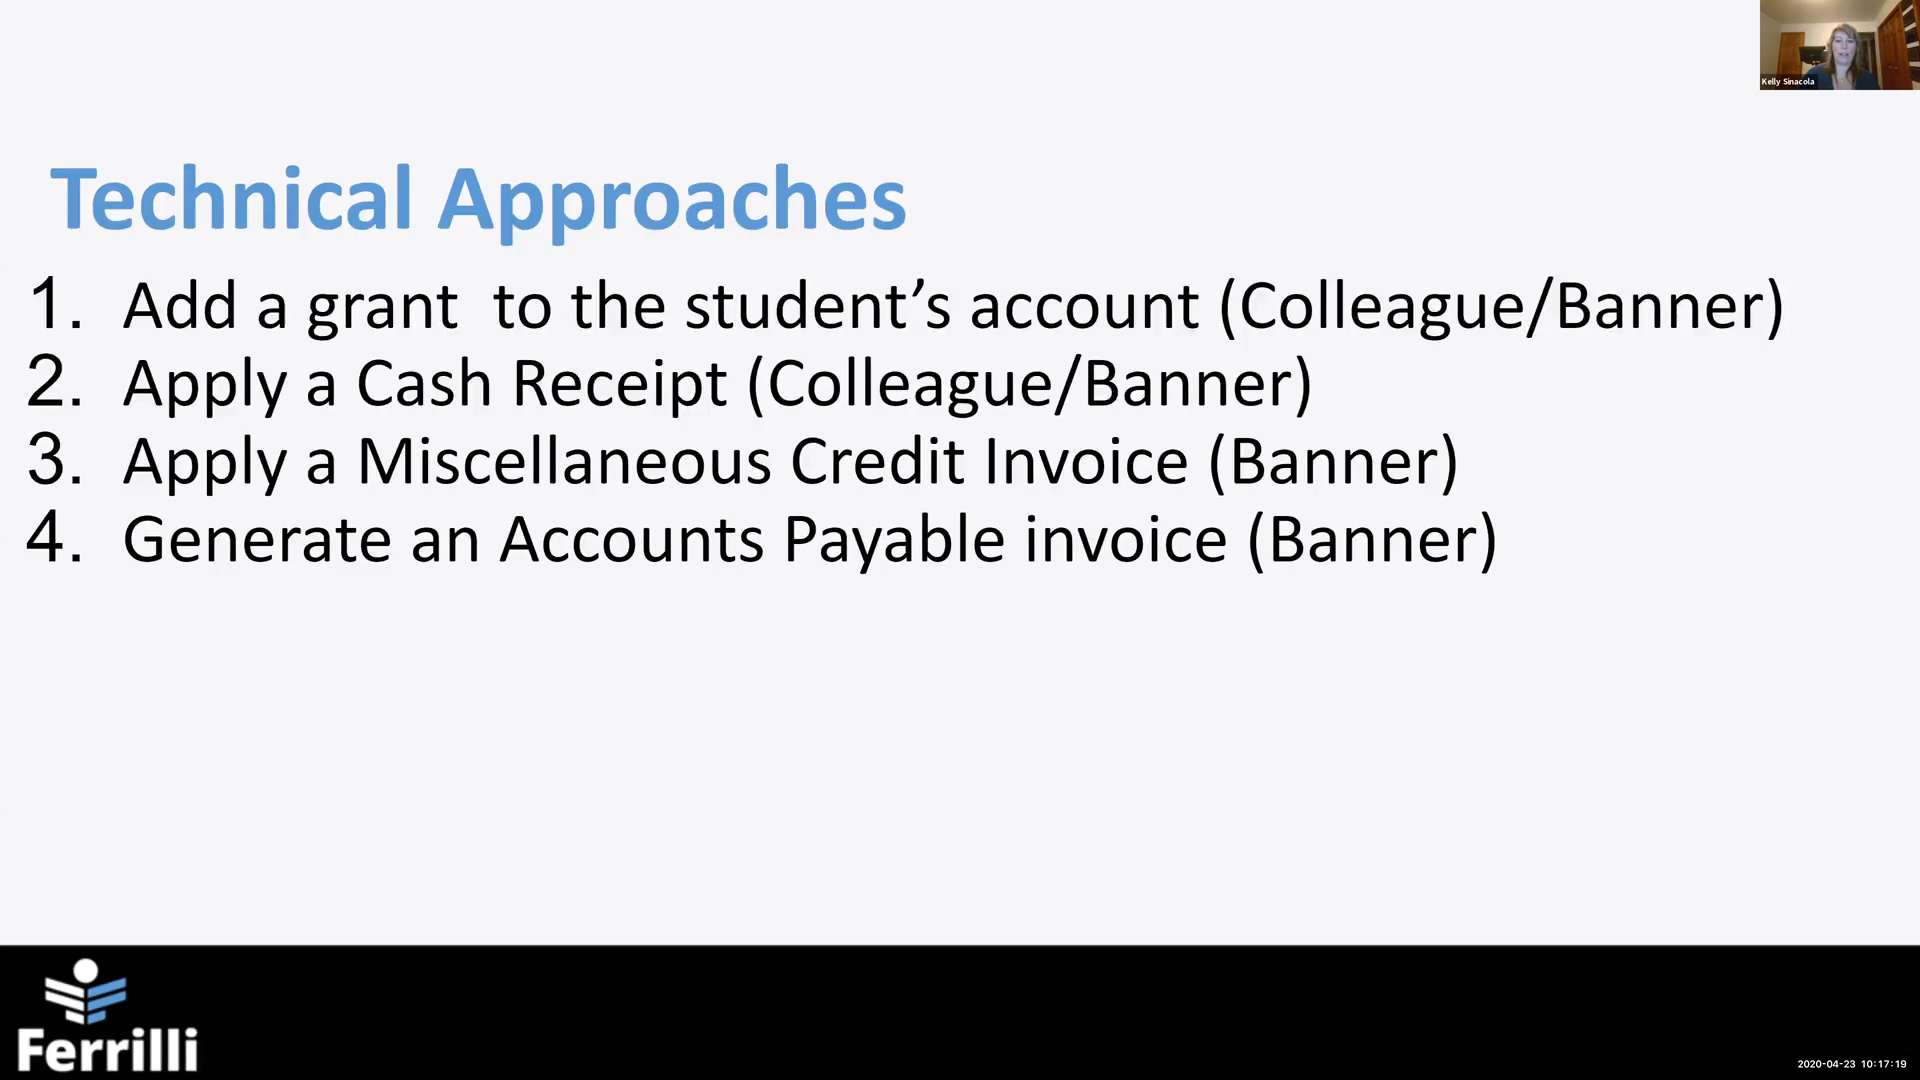 Kelly Sinacola
Technical Approaches
1. Add a grant  to the student’s account (Colleague/Banner)
2. Apply a Cash Receipt (Colleague/Banner)
3. Apply a Miscellaneous Credit Invoice (Banner)
4. Generate an Accounts Payable invoice (Banner)
Ferrilli
2020-04-23 10:17:19